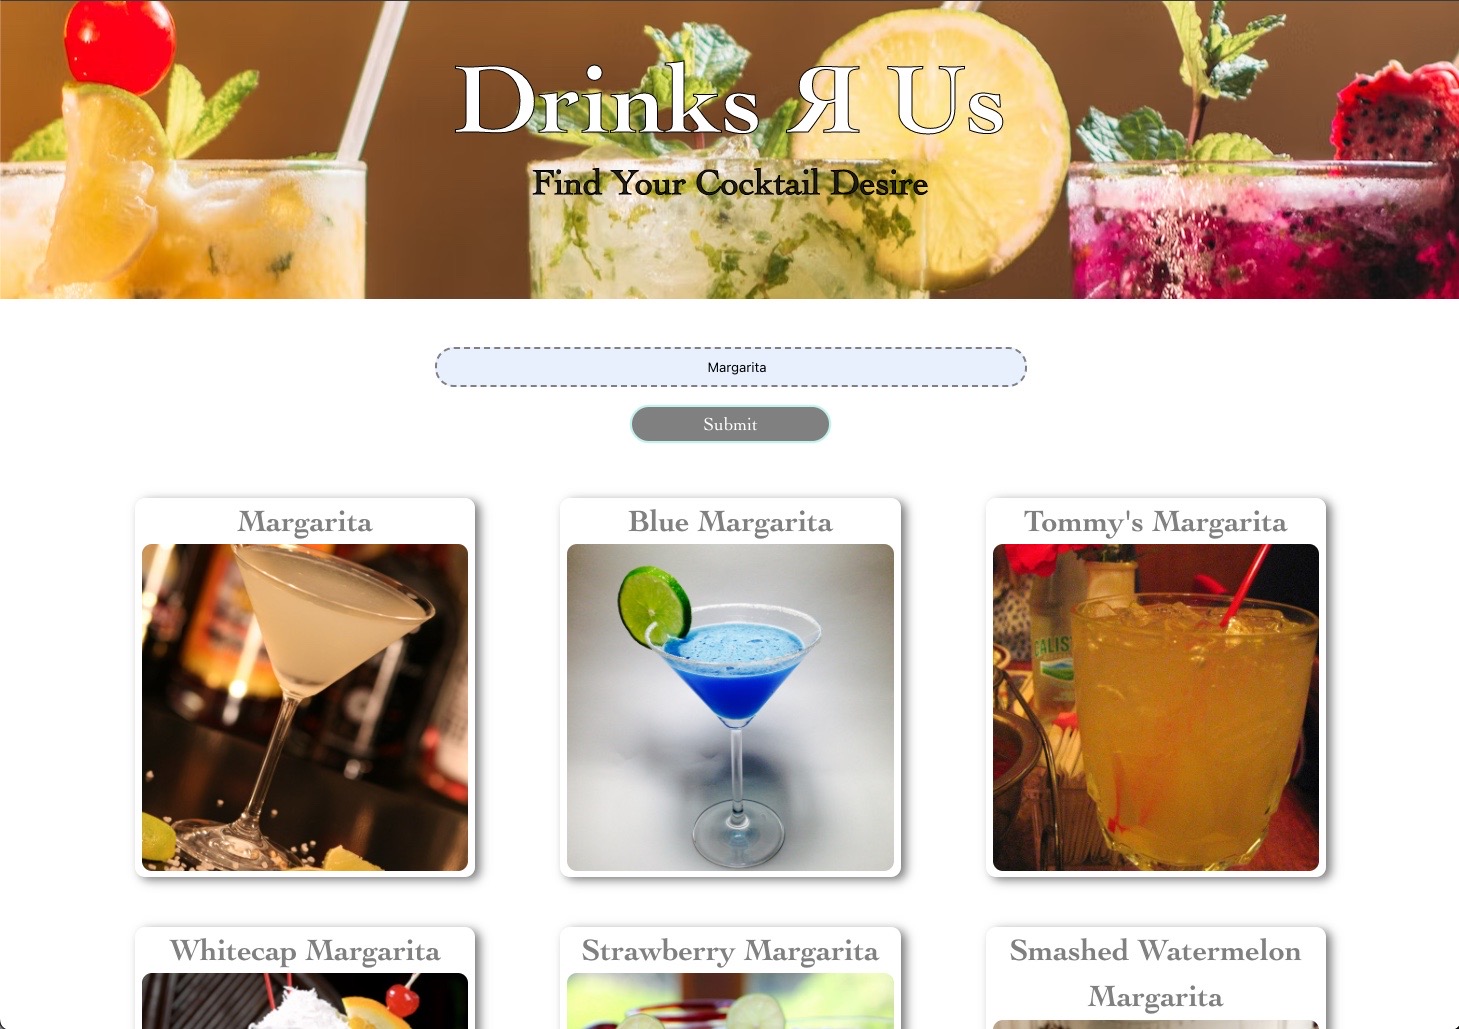 Drinks Я Us
Find Your Cocktail Desire
Margarita
Submit
Margarita
Blue Margarita
Tommy's Margarita
Whitecap Margarita
Strawberry Margarita
Smashed Watermelon
Margarita